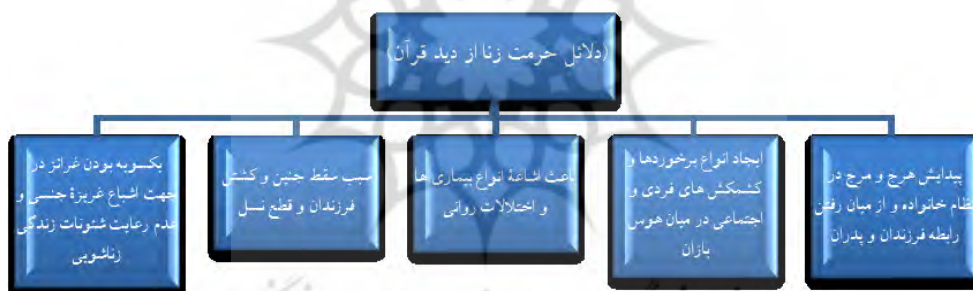 (دلائل حرمت زنا از دید قرآن)
پیدایش هرج و مرج در
نظام خانواده و از میان رفتن
رابطه فرزندان و پدران
ایجاد انواع برخوردها و
کشمکش های فردی و
اجتماعی در میان هوس
بازان
باعث اشاعۀ انواع بیماری ها
و اختلالات روانی
سبب سقط جنین و کشتن
فرزندان و قطع نسل
یکسویه بودن غرائز در
جهت اشباع غریزۀ جنسی و
عدم رعایت شئونات زندگی
زناشویی